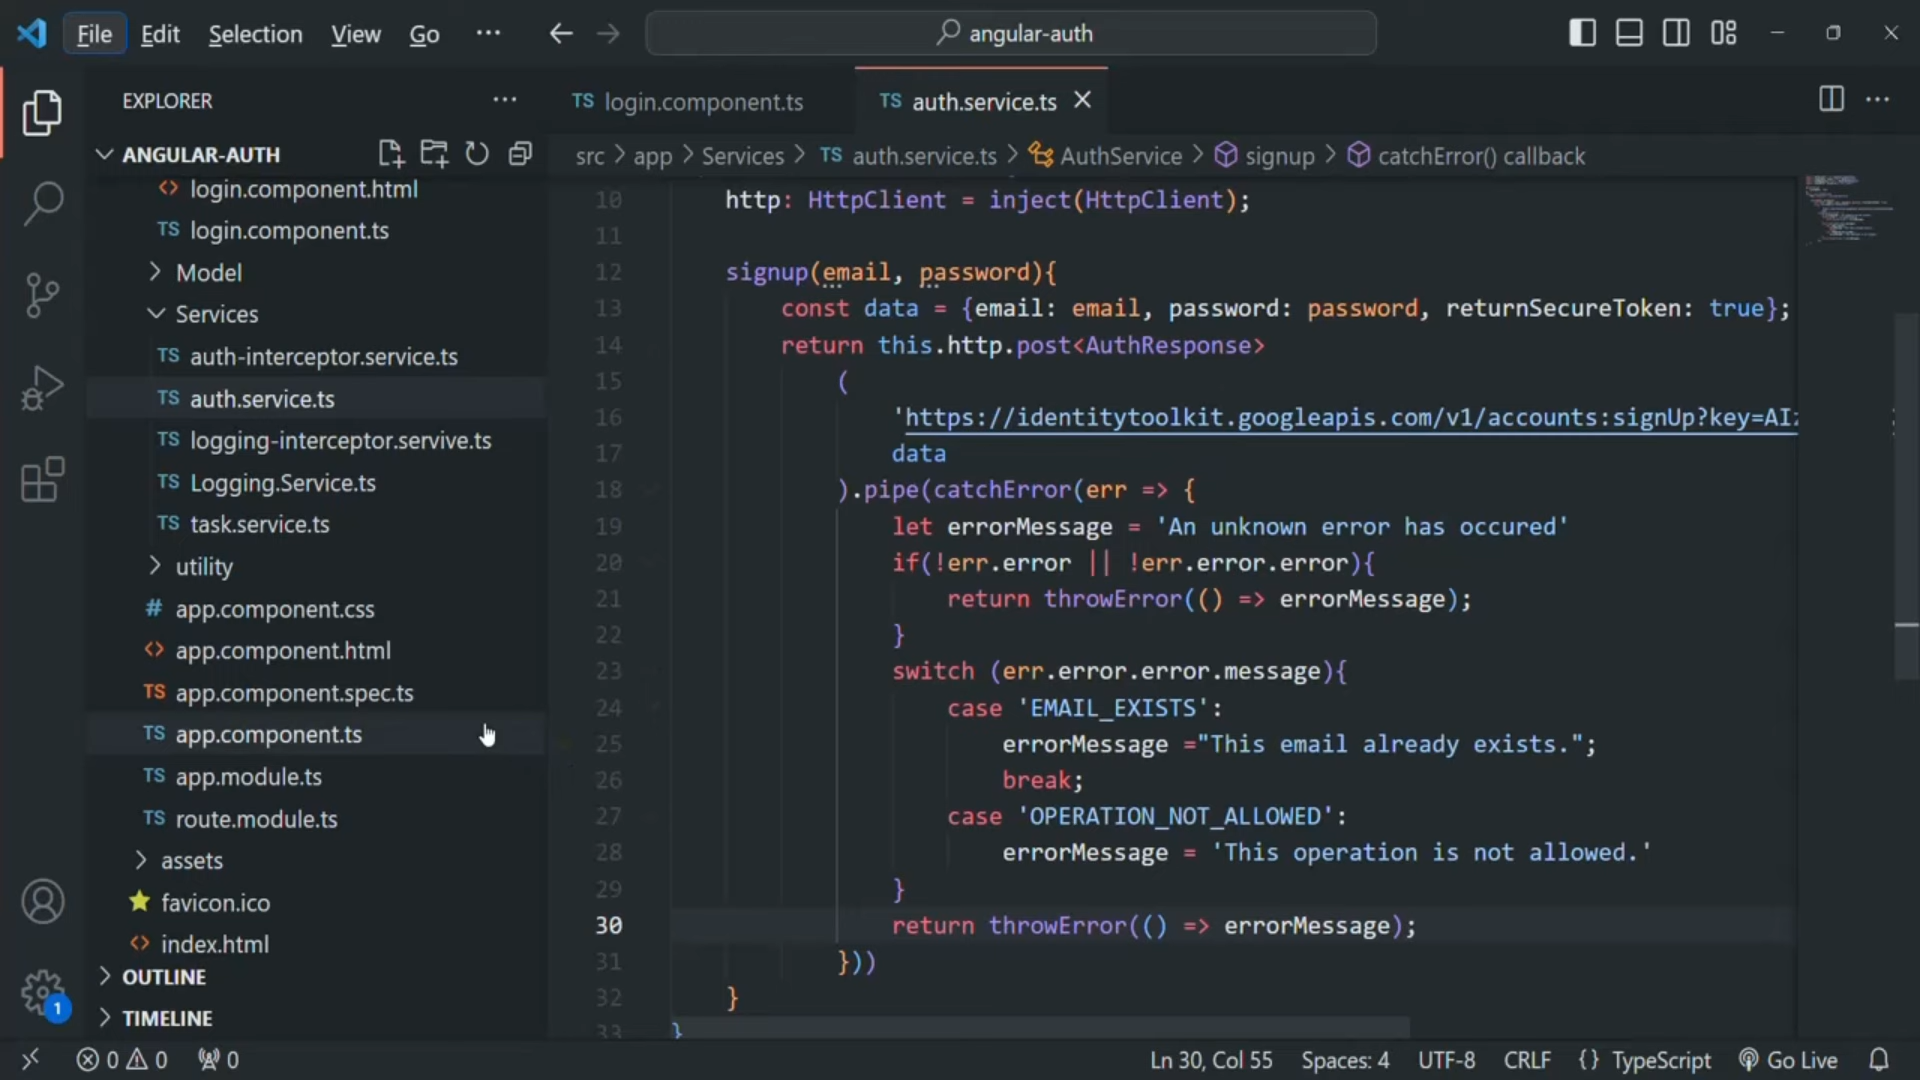 File Edit Selection View Go ··· angular-auth
EXPLORER ···
login.component.ts
auth.service.ts
ANGULAR-AUTH
src > app > Services > TS auth.service.ts > AuthService > signup > catchError() callback
<> login.component.html
TS login.component.ts
> Model
Services
TS auth-interceptor.service.ts
TS auth.service.ts
TS logging-interceptor.servive.ts
TS Logging.Service.ts
TS task.service.ts
> utility
# app.component.css
<> app.component.html
TS app.component.spec.ts
TS app.component.ts
TS app.module.ts
TS route.module.ts
> assets
favicon.ico
<> index.html
> OUTLINE
> TIMELINE
10 http: HttpClient = inject(HttpClient);
11
12 signup(email, password){
13 const data = {email: email, password: password, returnSecureToken: true};
14 return this.http.post<AuthResponse>
15 (
16 'https://identitytoolkit.googleapis.com/v1/accounts:signUp?key=AI
17 data
18 ).pipe(catchError(err => {
19 let errorMessage = 'An unknown error has occured'
20 if(!err.error || !err.error.error){
21 return throwError(() => errorMessage);
22 }
23 switch (err.error.error.message){
24 case 'EMAIL_EXISTS':
25 errorMessage ="This email already exists.";
26 break;
27 case 'OPERATION_NOT_ALLOWED':
28 errorMessage = 'This operation is not allowed.'
29 }
30 return throwError(() => errorMessage);
31 }))
32 }
33 }
1
0 0 0 Ln 30, Col 55 Spaces: 4 UTF-8 CRLF {} TypeScript Go Live